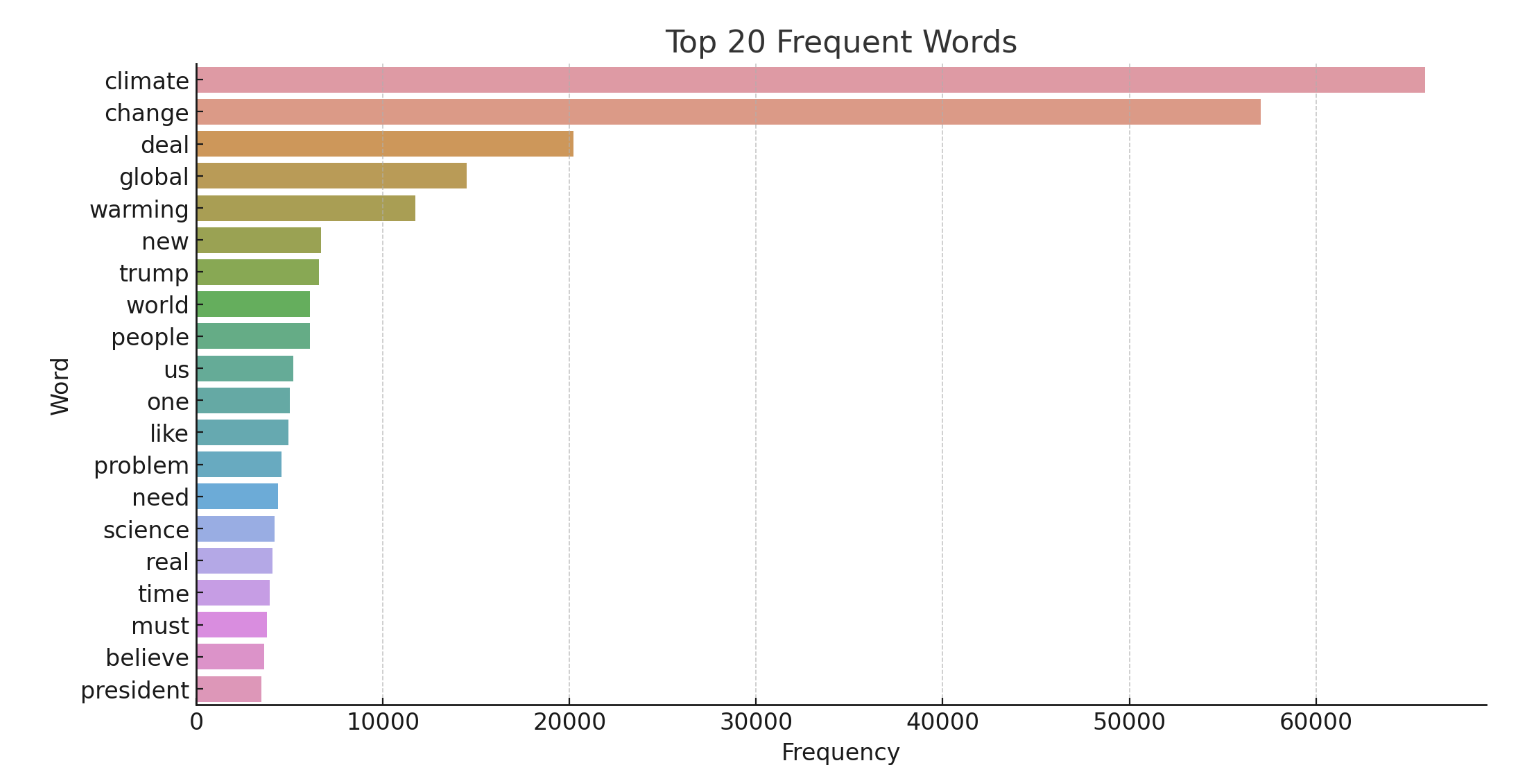 Top 20 Frequent Words
climate
change
deal
global
warming
new
trump
world
people
us
one
like
problem
need
science
real
time
must
believe
president
Word
0 10000 20000 30000 40000 50000 60000
Frequency